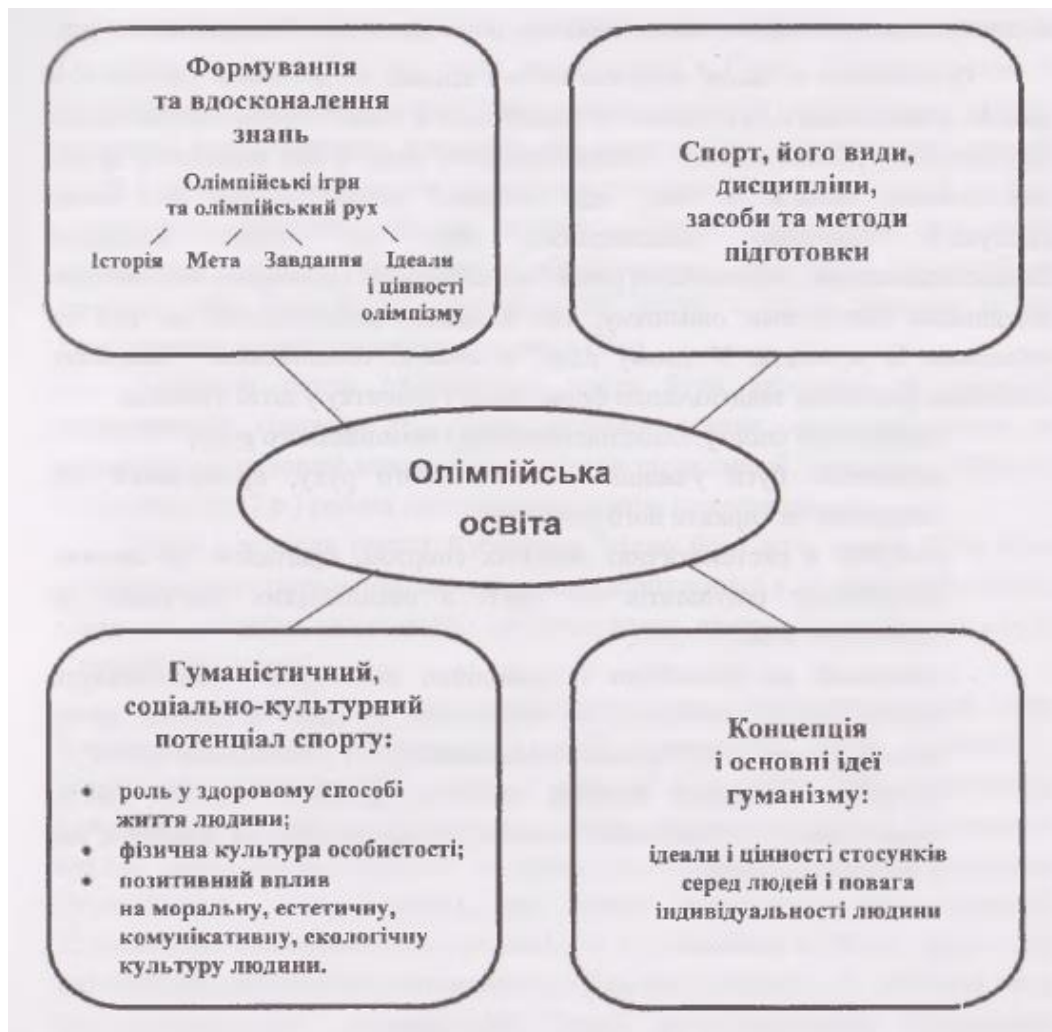 Формування
та вдосконалення
знань
Олімпійські ігря
та олімпійський рух
Історія Мета Завдання Ідеали
і цінності
олімпізму
Спорт, його види,
дисципліни,
засоби та методи
підготовки
Олімпійська
освіта
Гуманістичний,
соціально-культурний
потенціал спорту:
• роль у здоровому способі
життя людини;
• фізична культура особистості;
• позитивний вплив
на моральну, естетичну,
комунікативну, екологічну
культуру людини.
Концепція
і основні ідеї
гуманізму:
ідеали і цінності стосунків
серед людей і повага
індивідуальності людини